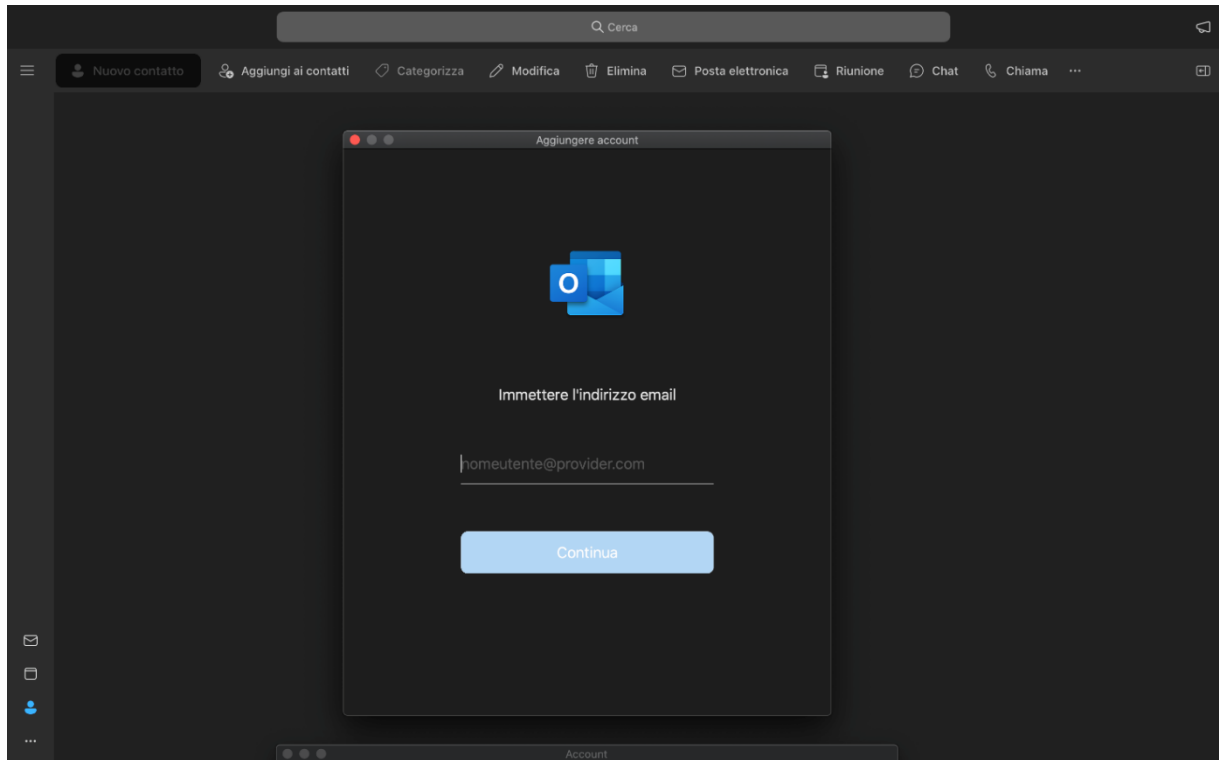 Cerca
Nuovo contatto Aggiungi ai contatti Categorizza Modifica Elimina Posta elettronica Riunione Chat Chiama ...
Aggiungere account
O
Immettere l'indirizzo email
nomeutente@provider.com
Continua
...
Account